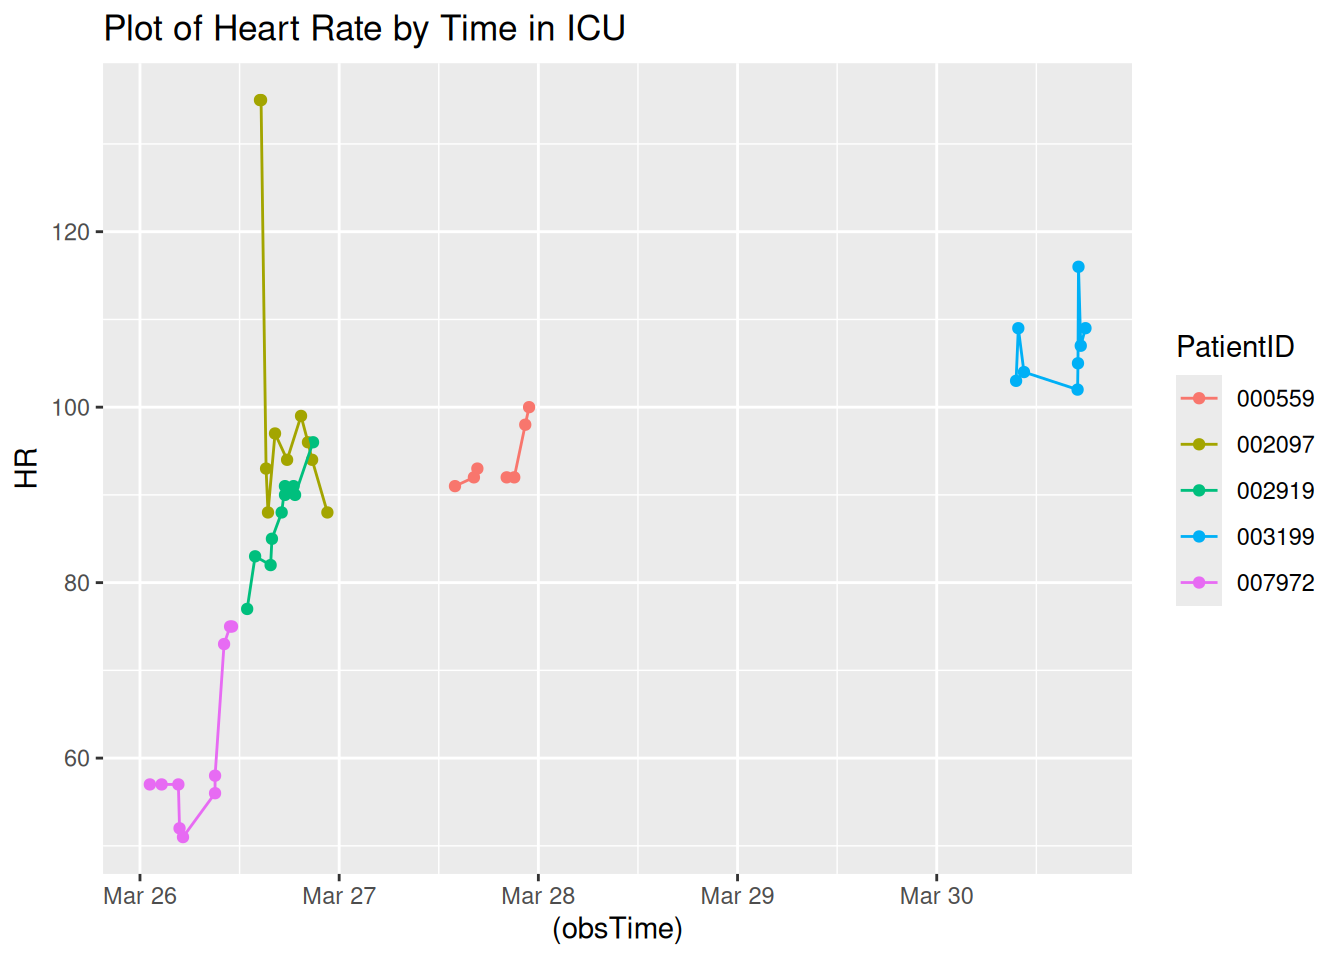 Plot of Heart Rate by Time in ICU
HR
120
100
80
60
Mar 26
Mar 27
Mar 28
Mar 29
Mar 30
(obsTime)
PatientID
000559
002097
002919
003199
007972